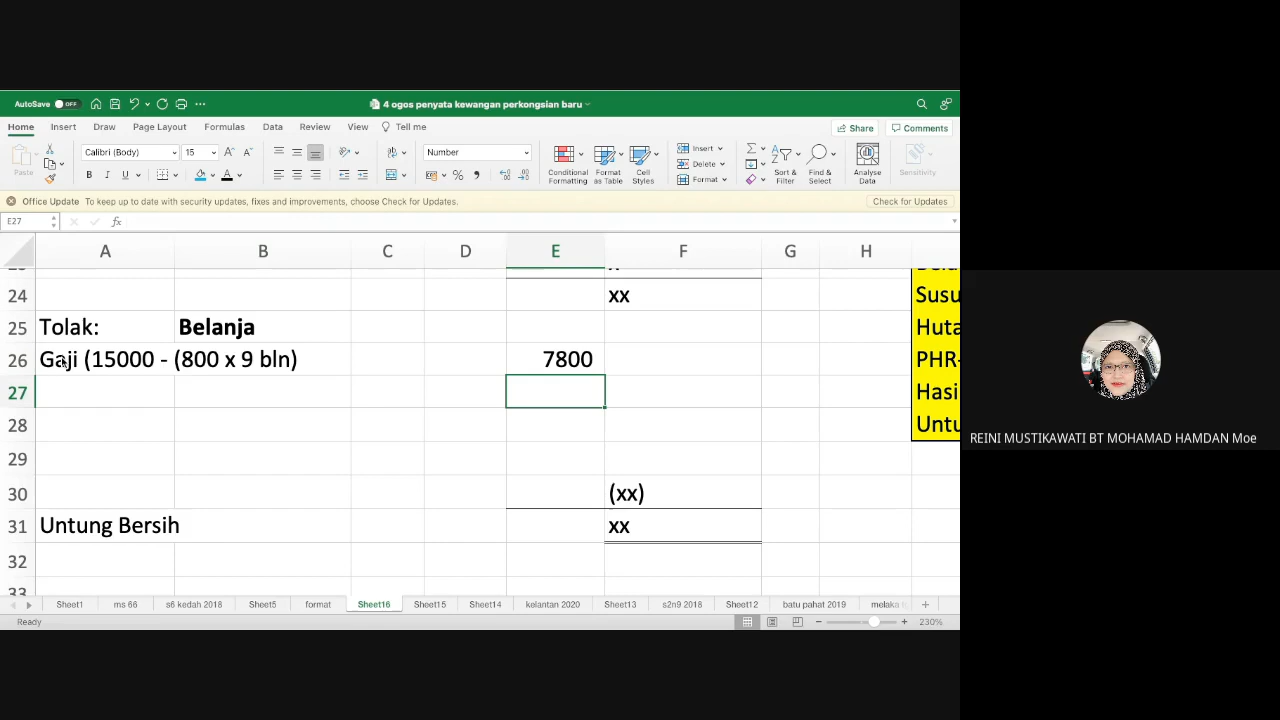 AutoSave OFF 4 ogos penyata kewangan perkongsian baru
Home Insert Draw Page Layout Formulas Data Review View Tell me Share Comments
Paste Calibri (Body) 15 A A Number Conditional Formatting Format as Table Cell Styles Insert Delete Format Sort & Filter Find & Select Analyse Data Sensitivity
B I U A
Office Update To keep up to date with security updates, fixes and improvements, choose Check for Updates. Check for Updates
E27 fx
A B C D E F G H
24 xx Susu
25 Tolak: Belanja Huta
26 Gaji (15000 - (800 x 9 bln) 7800 PHR-
27 Hasi
28 Untu
29
30 (xx)
31 Untung Bersih xx
32
33
Sheet1 ms 66 s6 kedah 2018 Sheet5 format Sheet16 Sheet15 Sheet14 kelantan 2020 Sheet13 s2n9 2018 Sheet12 batu pahat 2019 melaka
Ready 230%
REINI MUSTIKAWATI BT MOHAMAD HAMDAN Moe